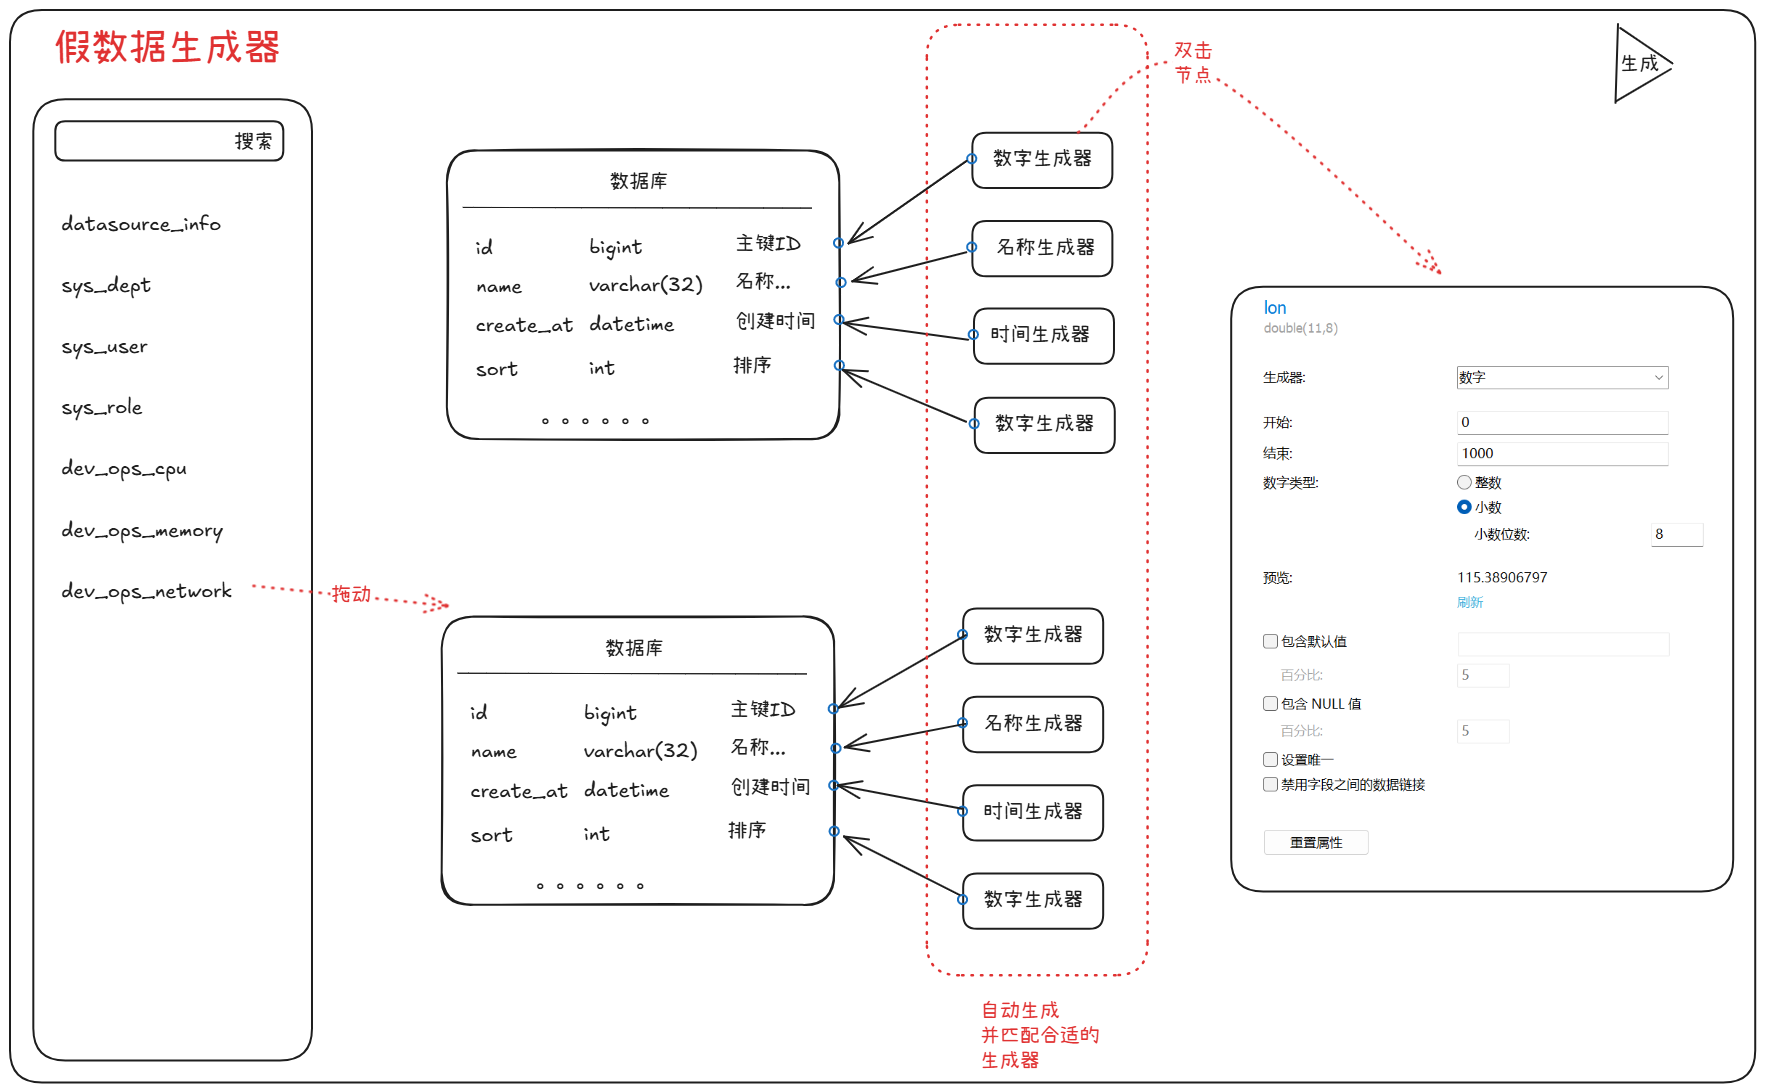 假数据生成器
搜索
datasource_info
sys_dept
sys_user
sys_role
dev_ops_cpu
dev_ops_memory
dev_ops_network
拖动
数据库
id bigint 主键ID
name varchar(32) 名称...
create_at datetime 创建时间
sort int 排序
数据库
id bigint 主键ID
name varchar(32) 名称...
create_at datetime 创建时间
sort int 排序
数字生成器
名称生成器
时间生成器
数字生成器
数字生成器
名称生成器
时间生成器
数字生成器
自动生成
并匹配合适的
生成器
双击
节点
生成
lon
double(11,8)
生成器: 数字
开始: 0
结束: 1000
数字类型: 整数
小数
小数位数: 8
预览: 115.38906797
刷新
包含默认值
百分比: 5
包含 NULL 值
百分比: 5
设置唯一
禁用字段之间的数据链接
重置属性